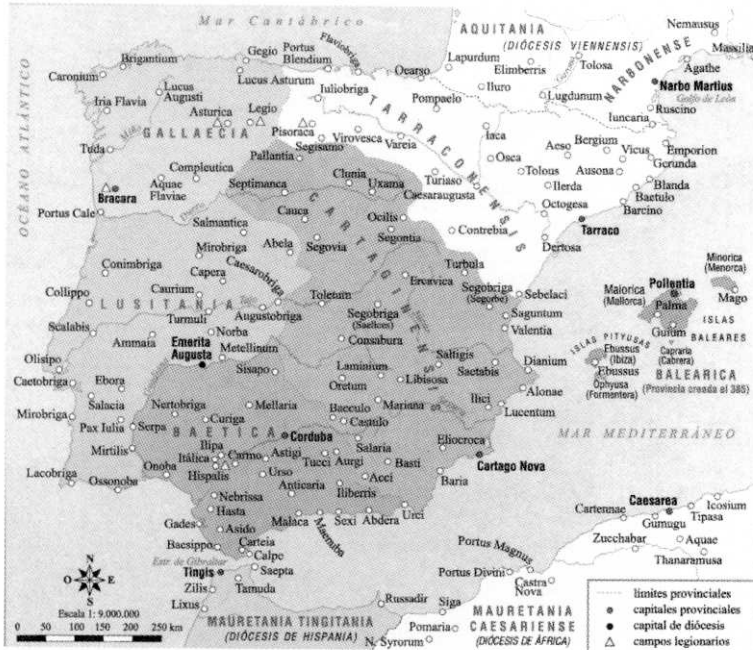 Mar Cantábrico
OCÉANO ATLÁNTICO
MAR MEDITERRÁNEO
AQUITANIA
(DIÓCESIS VIENNENSIS)
NARBONENSE
Nemausus
Massilia
Agathe
Narbo Martius
Golfo de León
Ruscino
Iuncaria
Tolosa
Elimberris
Lapurdum
Iluro
Lugdunum
Oearso
Flaviobriga
Portus
Blendium
Gegio
Lucus Asturum
Brigantium
Caronium
Lucus
Augusti
Iria Flavia
Asturica
Legio
GALLAECIA
Iuliobriga
Pisoraca
Segisamo
Virovesca
Vareia
Pompaelo
TARRACONENSIS
Iaca
Osca
Aeso
Bergium
Vicus
Emporion
Gerunda
Tolous
Ausona
Ilerda
Blanda
Baetulo
Barcino
Octogesa
Tarraco
Dertosa
Tuda
Compleutica
Aquae
Flaviae
Bracara
Portus Cale
Pallantia
Septimanca
Clunia
Uxama
Turiaso
Caesaraugusta
Cauca
Ocilis
Segontia
Contrebia
Salmantica
Abela
Segovia
Mirobriga
Capera
Caesarobriga
Conimbriga
Caurium
Collippo
LUSITANIA
Turmuli
Augustobriga
Toletum
Ercavica
Turbula
Segobriga
(Segorbe)
Sebelaci
Saguntum
Valentia
Segobriga
(Saelices)
CARTAGINENSIS
Scalabis
Ammaia
Norba
Emerita
Augusta
Metellinum
Consabura
Sisapo
Laminium
Oretum
Libisosa
Saltigis
Saetabis
Dianium
Alonae
Ilici
Lucentum
Olisipo
Caetobriga
Ebora
Salacia
Mirobriga
Pax Iulia
Serpa
Mirtilis
Nertobriga
Curiga
Mellaria
Baeculo
Castulo
Mariana
BAETICA
Corduba
Ilipa
Itálica
Carmo
Hispalis
Astigi
Tucci
Aurgi
Salaria
Basti
Acci
Eliocroca
Baria
Cartago Nova
Lacobriga
Ossonoba
Onoba
Urso
Anticaria
Iliberris
Nebrissa
Hasta
Gades
Asido
Baesippo
Malaca
Maenuba
Sexi
Abdera
Urci
Carteia
Calpe
Estr. de Gibraltar
Saepta
Tingis
Zilis
Tamuda
Lixus
Russadir
MAURETANIA TINGITANIA
(DIÓCESIS DE HISPANIA)
Minorica
(Menorca)
Mago
Maiorica
(Mallorca)
Pollentia
Palma
Guium
ISLAS
BALEARES
Capraria
(Cabrera)
ISLAS PITYUSAS
Ebussus
(Ibiza)
Ebussus
Ophyusa
(Formentera)
BALEARICA
(Provincia creada el 385)
Caesarea
Icosium
Cartennae
Gumugu
Tipasa
Zucchabar
Aquae
Thanaramusa
Portus Magnus
Portus Divini
Castra
Nova
Siga
Pomaria
N. Syrorum
MAURETANIA
CAESARIENSE
(DIÓCESIS DE ÁFRICA)
N
O
E
S
Escala 1: 9.000.000
0 50 100 150 200 250 km
límites provinciales
capitales provinciales
capital de diócesis
campos legionarios